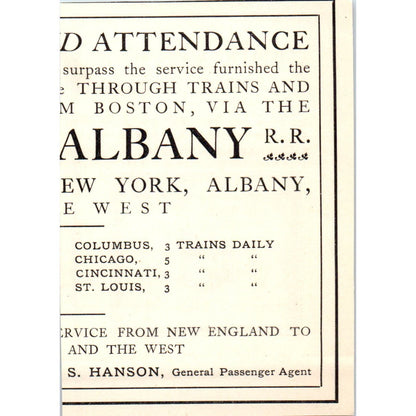 D ATTENDANCE
surpass the service furnished the
e THROUGH TRAINS AND
M BOSTON, VIA THE
ALBANY R. R.
EW YORK, ALBANY,
E WEST
COLUMBUS, 3 TRAINS DAILY
CHICAGO, 5 “ “
CINCINNATI, 3 “ “
ST. LOUIS, 3 “ “
ERVICE FROM NEW ENGLAND TO
AND THE WEST
S. HANSON, General Passenger Agent